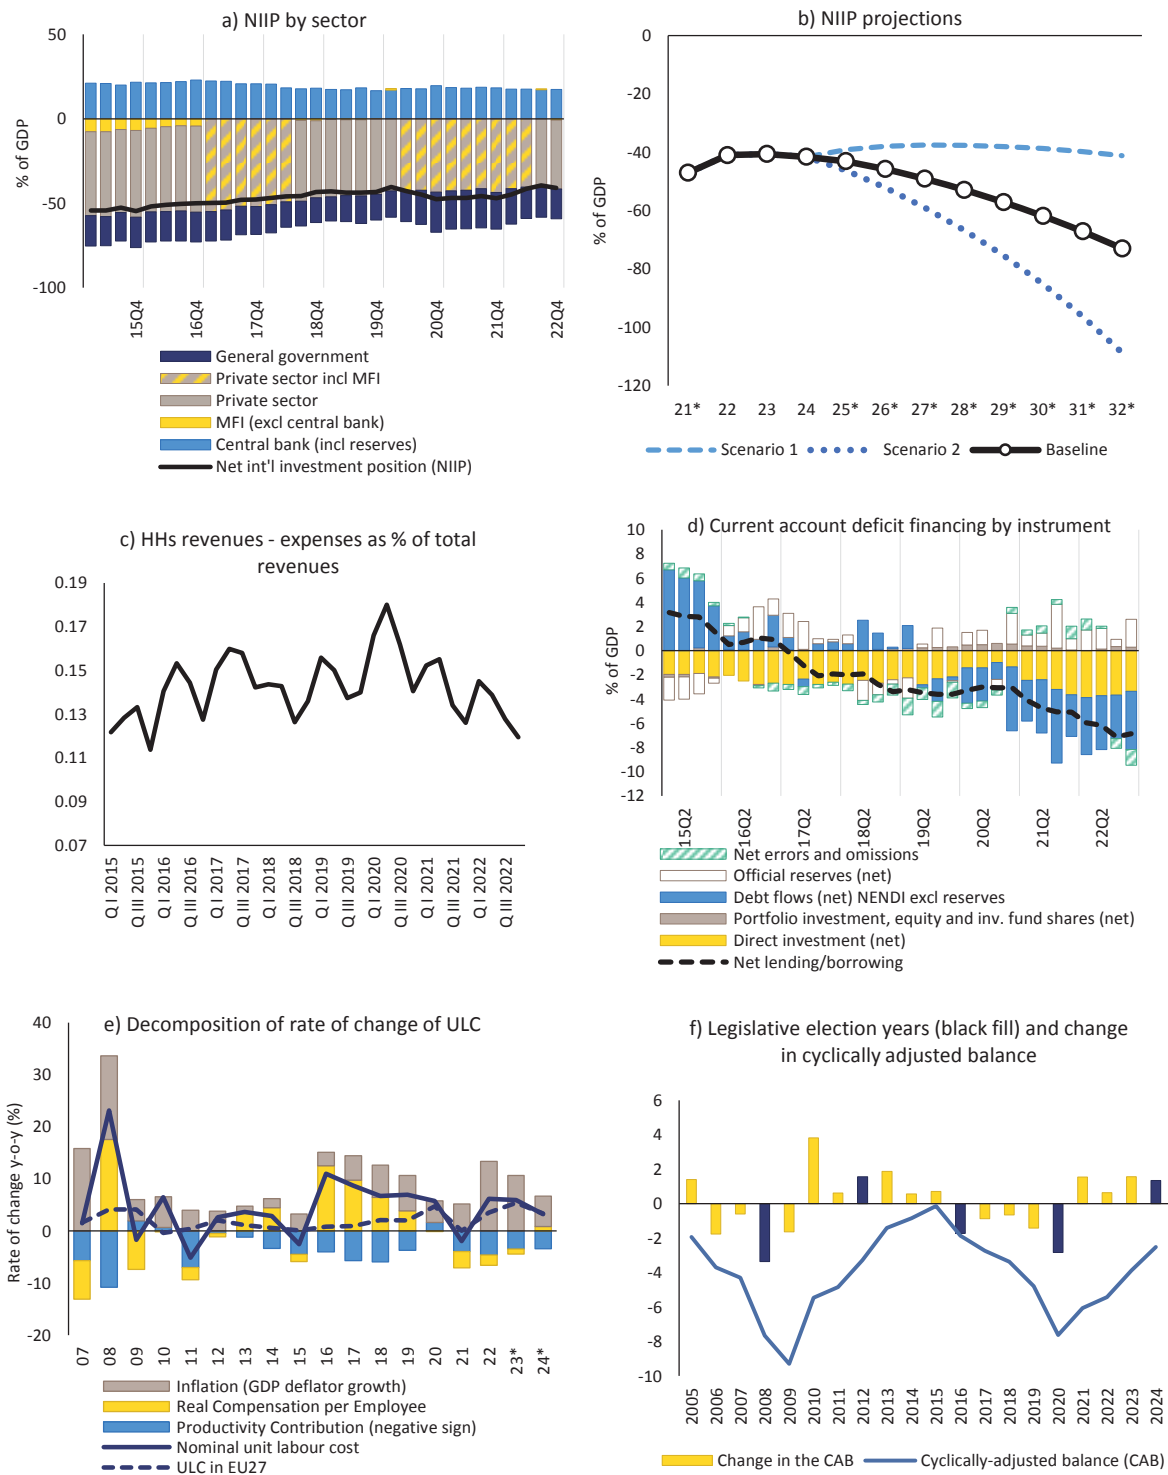 a) NIIP by sector
% of GDP
50
0
-50
-100
15Q4
16Q4
17Q4
18Q4
19Q4
20Q4
21Q4
22Q4
General government
Private sector incl MFI
Private sector
MFI (excl central bank)
Central bank (incl reserves)
Net int'l investment position (NIIP)
b) NIIP projections
% of GDP
0
-20
-40
-60
-80
-100
-120
21* 22 23 24 25* 26* 27* 28* 29* 30* 31* 32*
Scenario 1 Scenario 2 Baseline
c) HHs revenues - expenses as % of total
revenues
0.19
0.17
0.15
0.13
0.11
0.09
0.07
Q I 2015
Q III 2015
Q I 2016
Q III 2016
Q I 2017
Q III 2017
Q I 2018
Q III 2018
Q I 2019
Q III 2019
Q I 2020
Q III 2020
Q I 2021
Q III 2021
Q I 2022
Q III 2022
d) Current account deficit financing by instrument
% of GDP
10
8
6
4
2
0
-2
-4
-6
-8
-10
-12
15Q2
16Q2
17Q2
18Q2
19Q2
20Q2
21Q2
22Q2
Net errors and omissions
Official reserves (net)
Debt flows (net) NENDI excl reserves
Portfolio investment, equity and inv. fund shares (net)
Direct investment (net)
Net lending/borrowing
e) Decomposition of rate of change of ULC
Rate of change y-o-y (%)
40
30
20
10
0
-10
-20
07
08
09
10
11
12
13
14
15
16
17
18
19
20
21
22
23*
24*
Inflation (GDP deflator growth)
Real Compensation per Employee
Productivity Contribution (negative sign)
Nominal unit labour cost
ULC in EU27
f) Legislative election years (black fill) and change
in cyclically adjusted balance
6
4
2
0
-2
-4
-6
-8
-10
2005
2006
2007
2008
2009
2010
2011
2012
2013
2014
2015
2016
2017
2018
2019
2020
2021
2022
2023
2024
Change in the CAB Cyclically-adjusted balance (CAB)